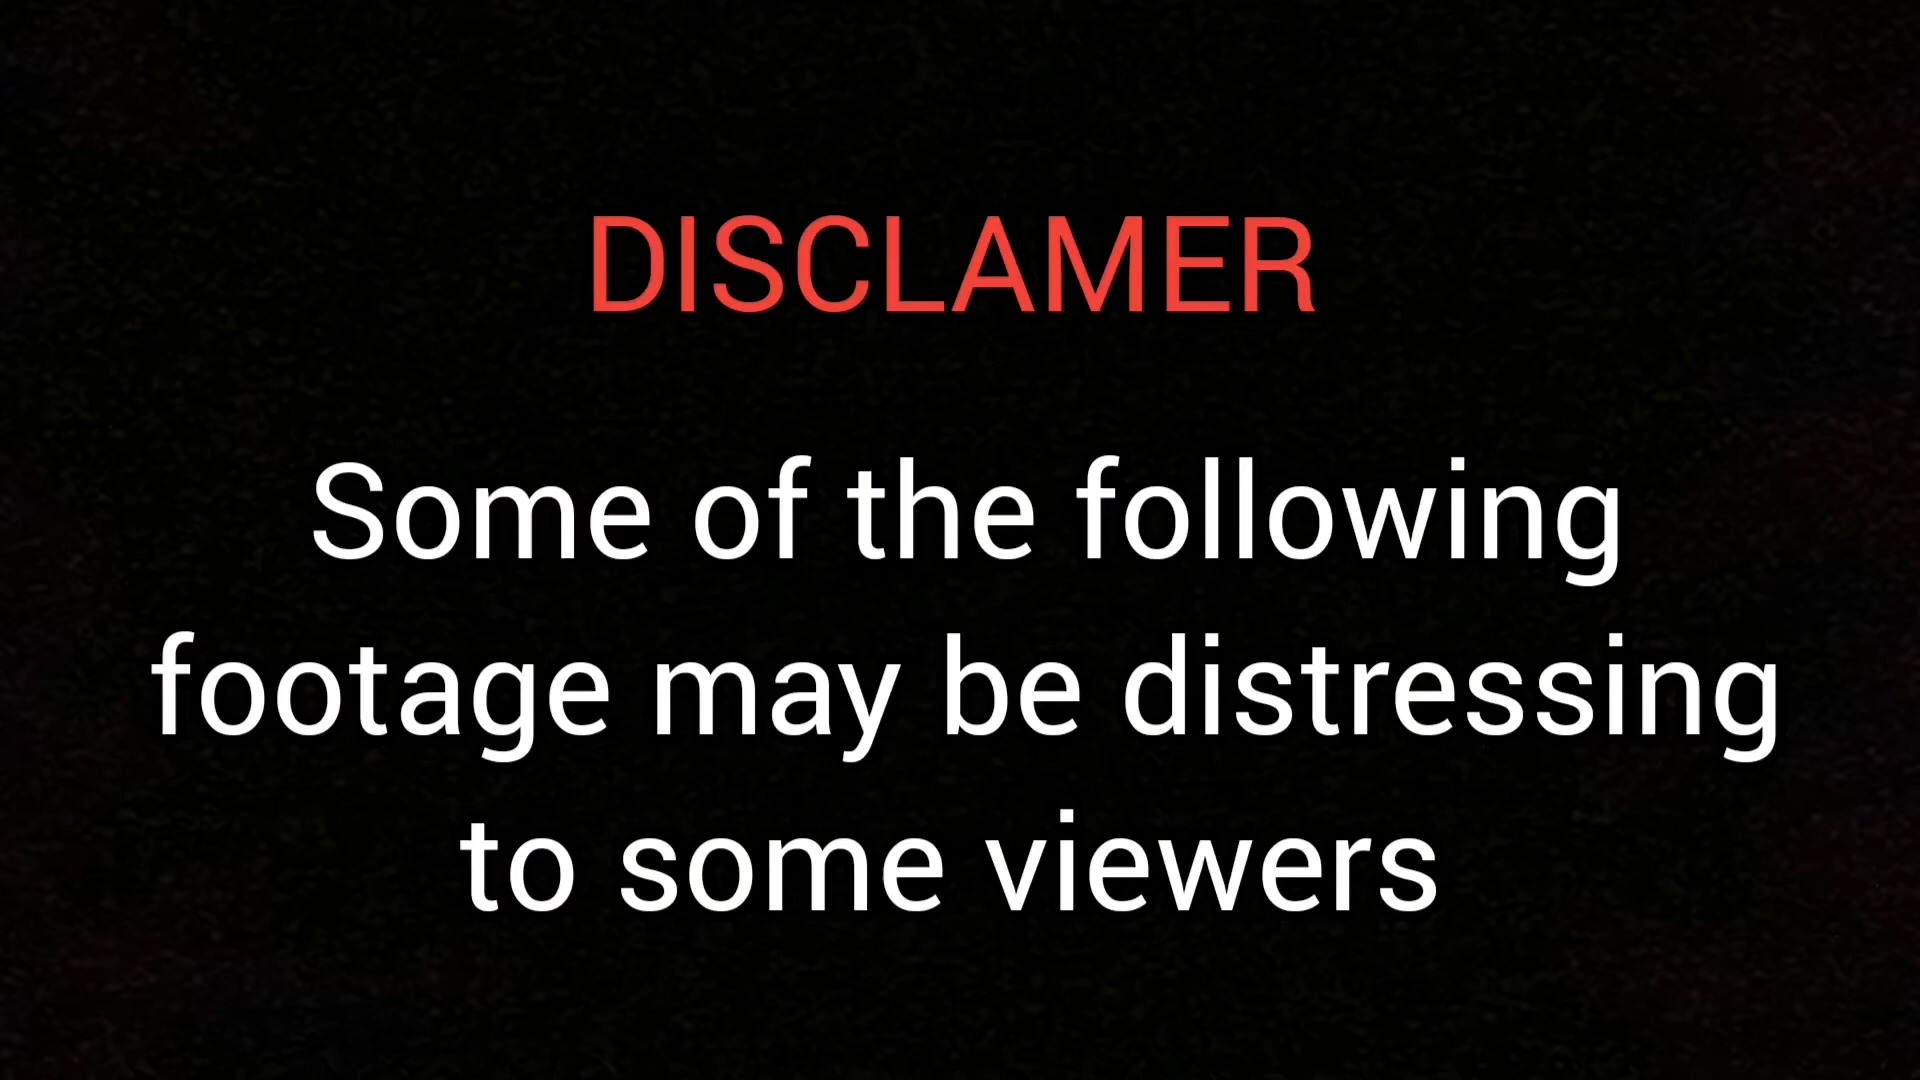 DISCLAMER
Some of the following
footage may be distressing
to some viewers